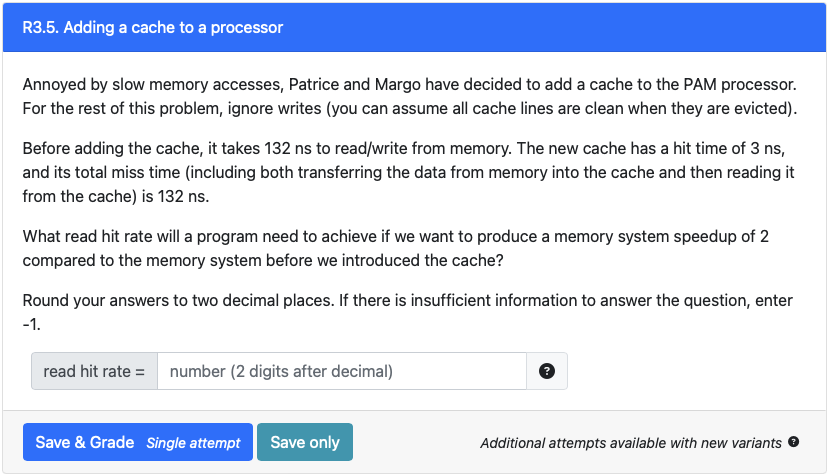 R3.5. Adding a cache to a processor
Annoyed by slow memory accesses, Patrice and Margo have decided to add a cache to the PAM processor.
For the rest of this problem, ignore writes (you can assume all cache lines are clean when they are evicted).
Before adding the cache, it takes 132 ns to read/write from memory. The new cache has a hit time of 3 ns,
and its total miss time (including both transferring the data from memory into the cache and then reading it
from the cache) is 132 ns.
What read hit rate will a program need to achieve if we want to produce a memory system speedup of 2
compared to the memory system before we introduced the cache?
Round your answers to two decimal places. If there is insufficient information to answer the question, enter
-1.
read hit rate = number (2 digits after decimal) ?
Save & Grade Single attempt Save only Additional attempts available with new variants ?